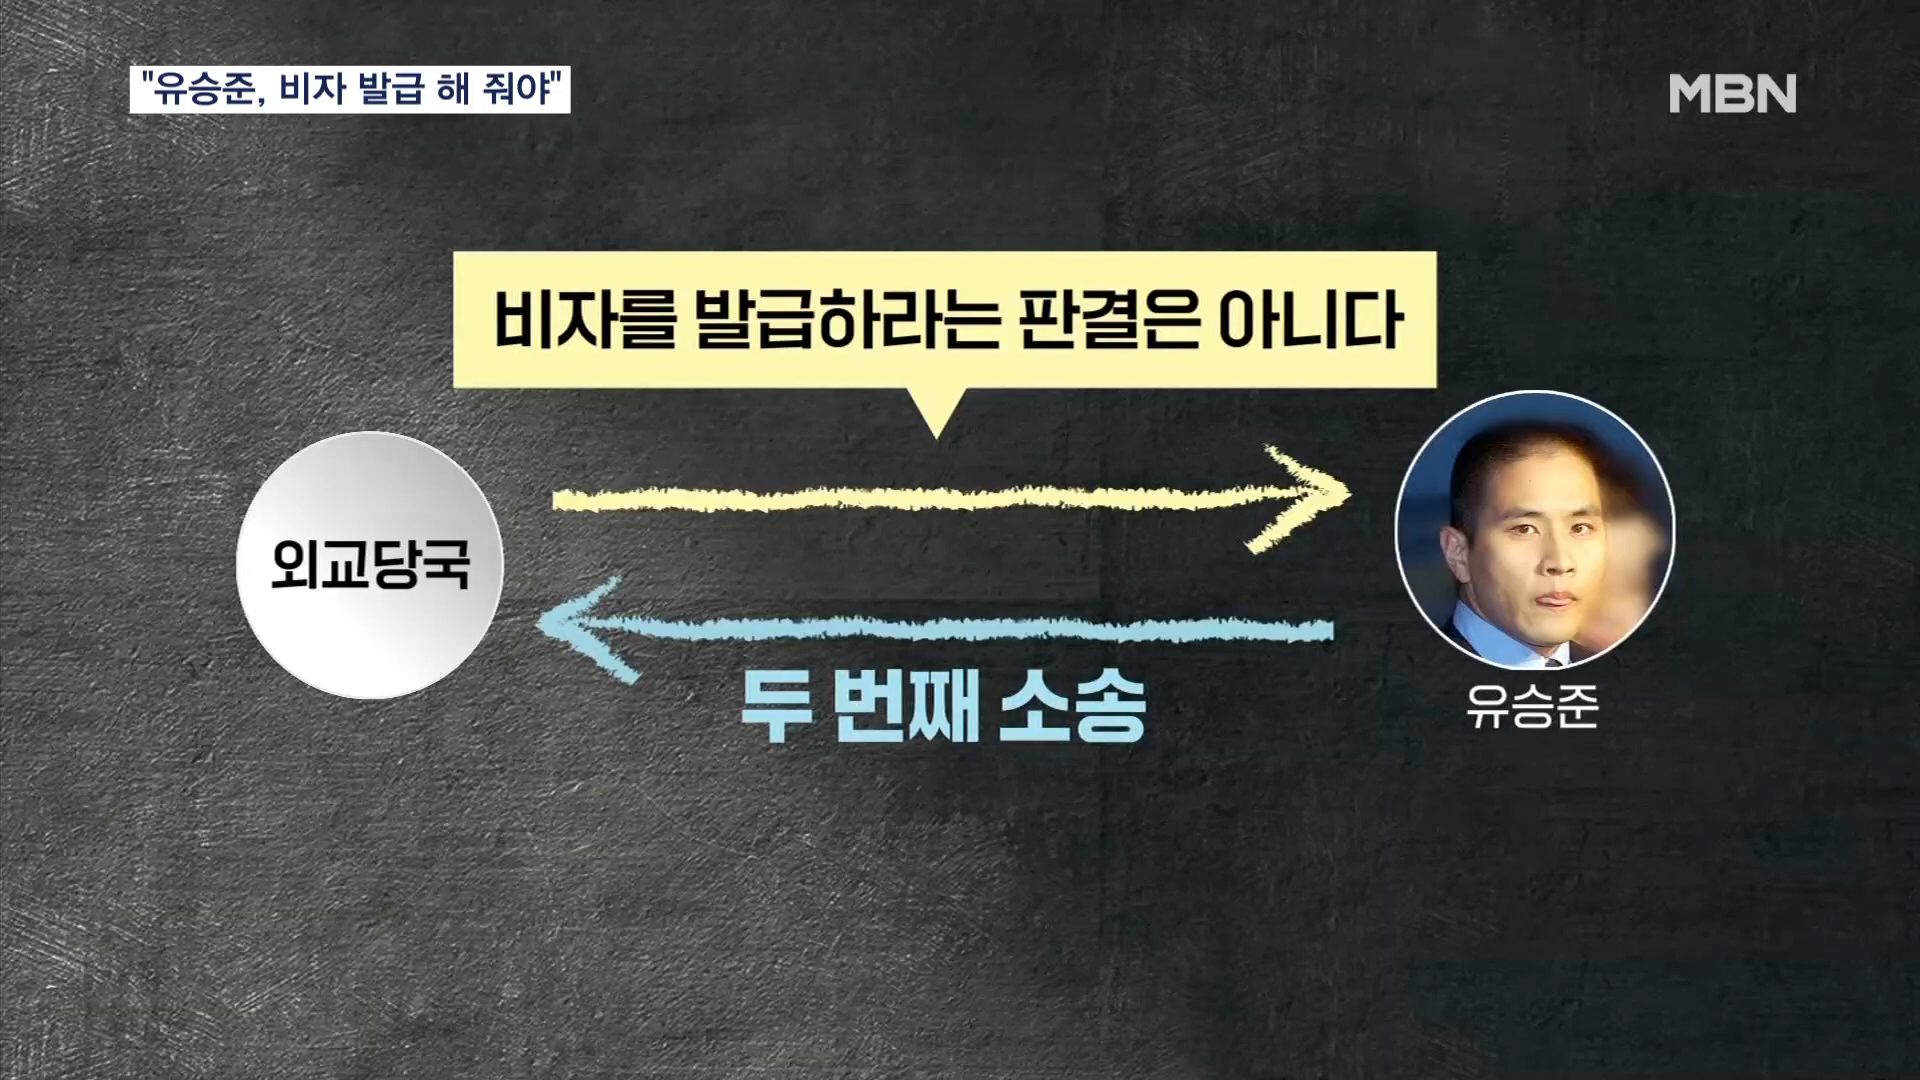 "유승준, 비자 발급 해 줘야"
MBN
비자를 발급하라는 판결은 아니다
외교당국
두 번째 소송
유승준